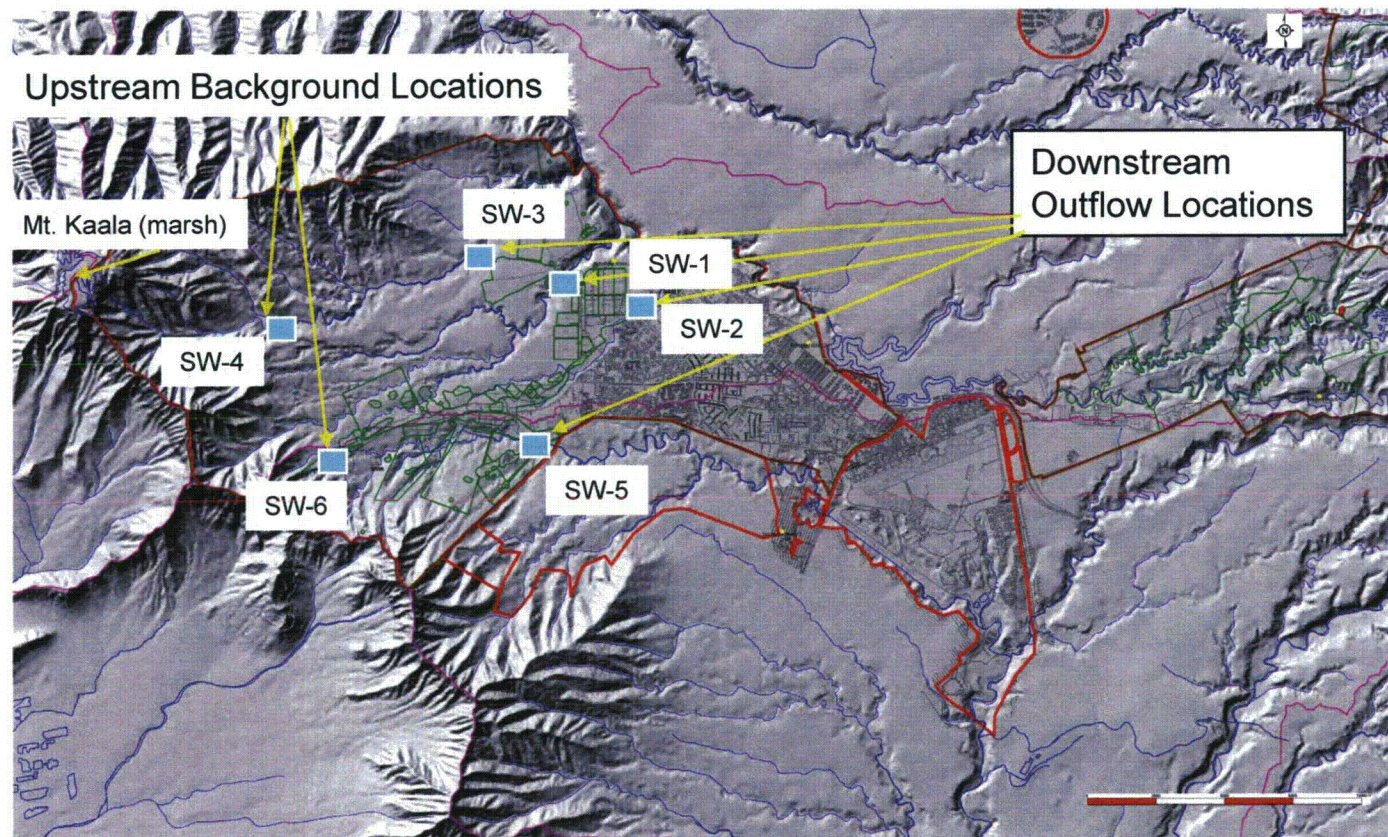 N
Upstream Background Locations
Downstream
Outflow Locations
SW-3
Mt. Kaala (marsh)
SW-1
SW-2
SW-4
SW-5
SW-6